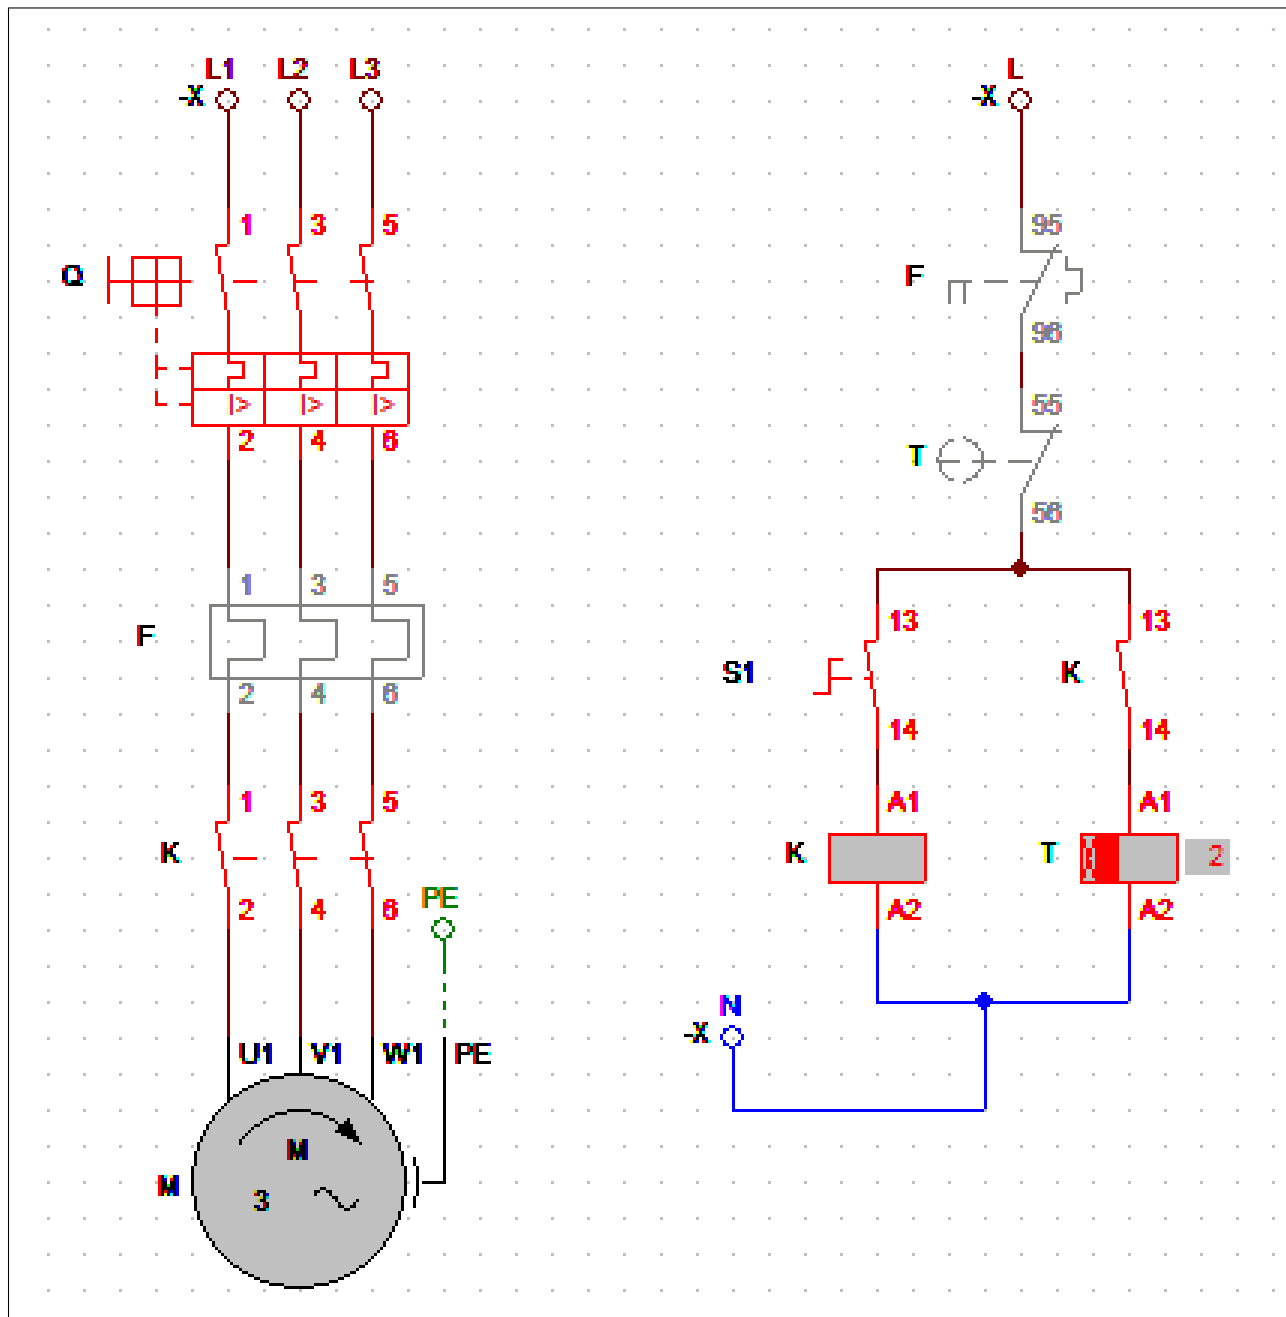 L1 L2 L3
-X
1 3 5
Q
I> I> I>
2 4 6
1 3 5
F
2 4 6
1 3 5
K
2 4 6
PE
U1 V1 W1 PE
M
M
3
L
-X
95
F
96
55
T
56
13 13
S1 K
14 14
A1 A1
K T 2
A2 A2
N
-X